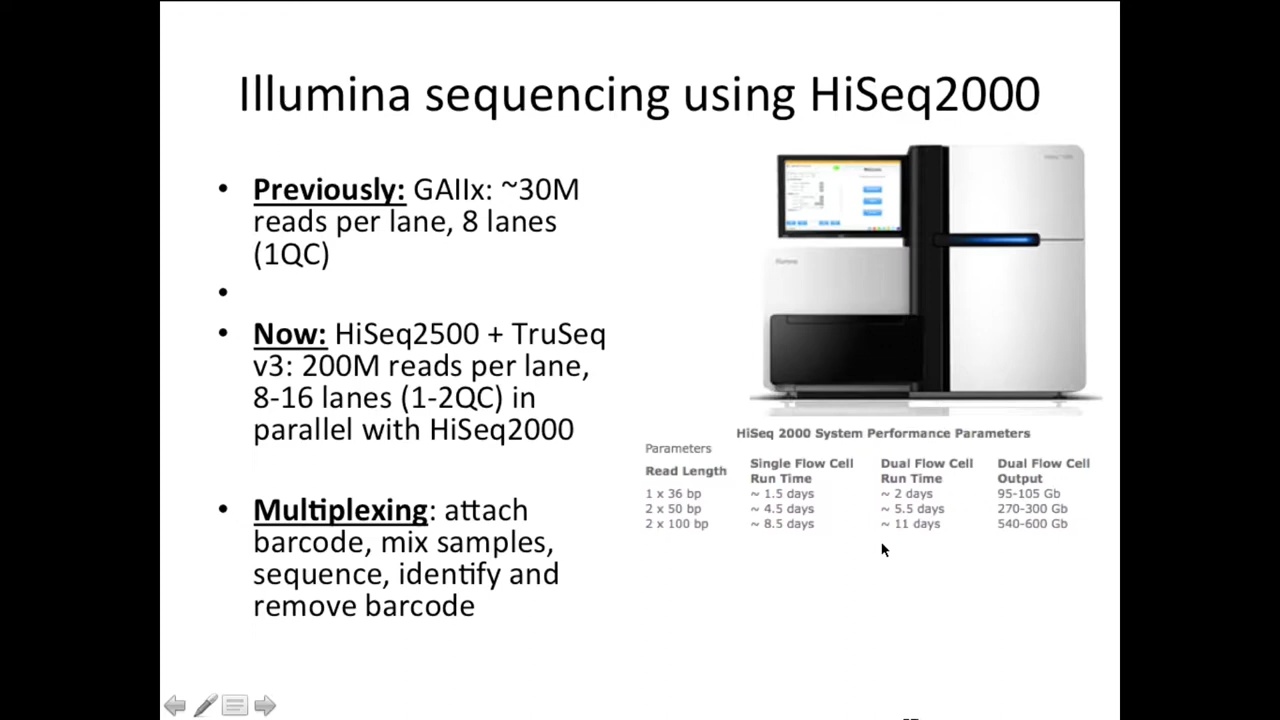 Illumina sequencing using HiSeq2000
• Previously: GAIIx: ~30M
reads per lane, 8 lanes
(1QC)
•
• Now: HiSeq2500 + TruSeq
v3: 200M reads per lane,
8-16 lanes (1-2QC) in
parallel with HiSeq2000
• Multiplexing: attach
barcode, mix samples,
sequence, identify and
remove barcode
HiSeq 2000 System Performance Parameters
Parameters
Read Length Single Flow Cell Run Time Dual Flow Cell Run Time Dual Flow Cell Output
1 x 36 bp ~ 1.5 days ~ 2 days 95-105 Gb
2 x 50 bp ~ 4.5 days ~ 5.5 days 270-300 Gb
2 x 100 bp ~ 8.5 days ~ 11 days 540-600 Gb